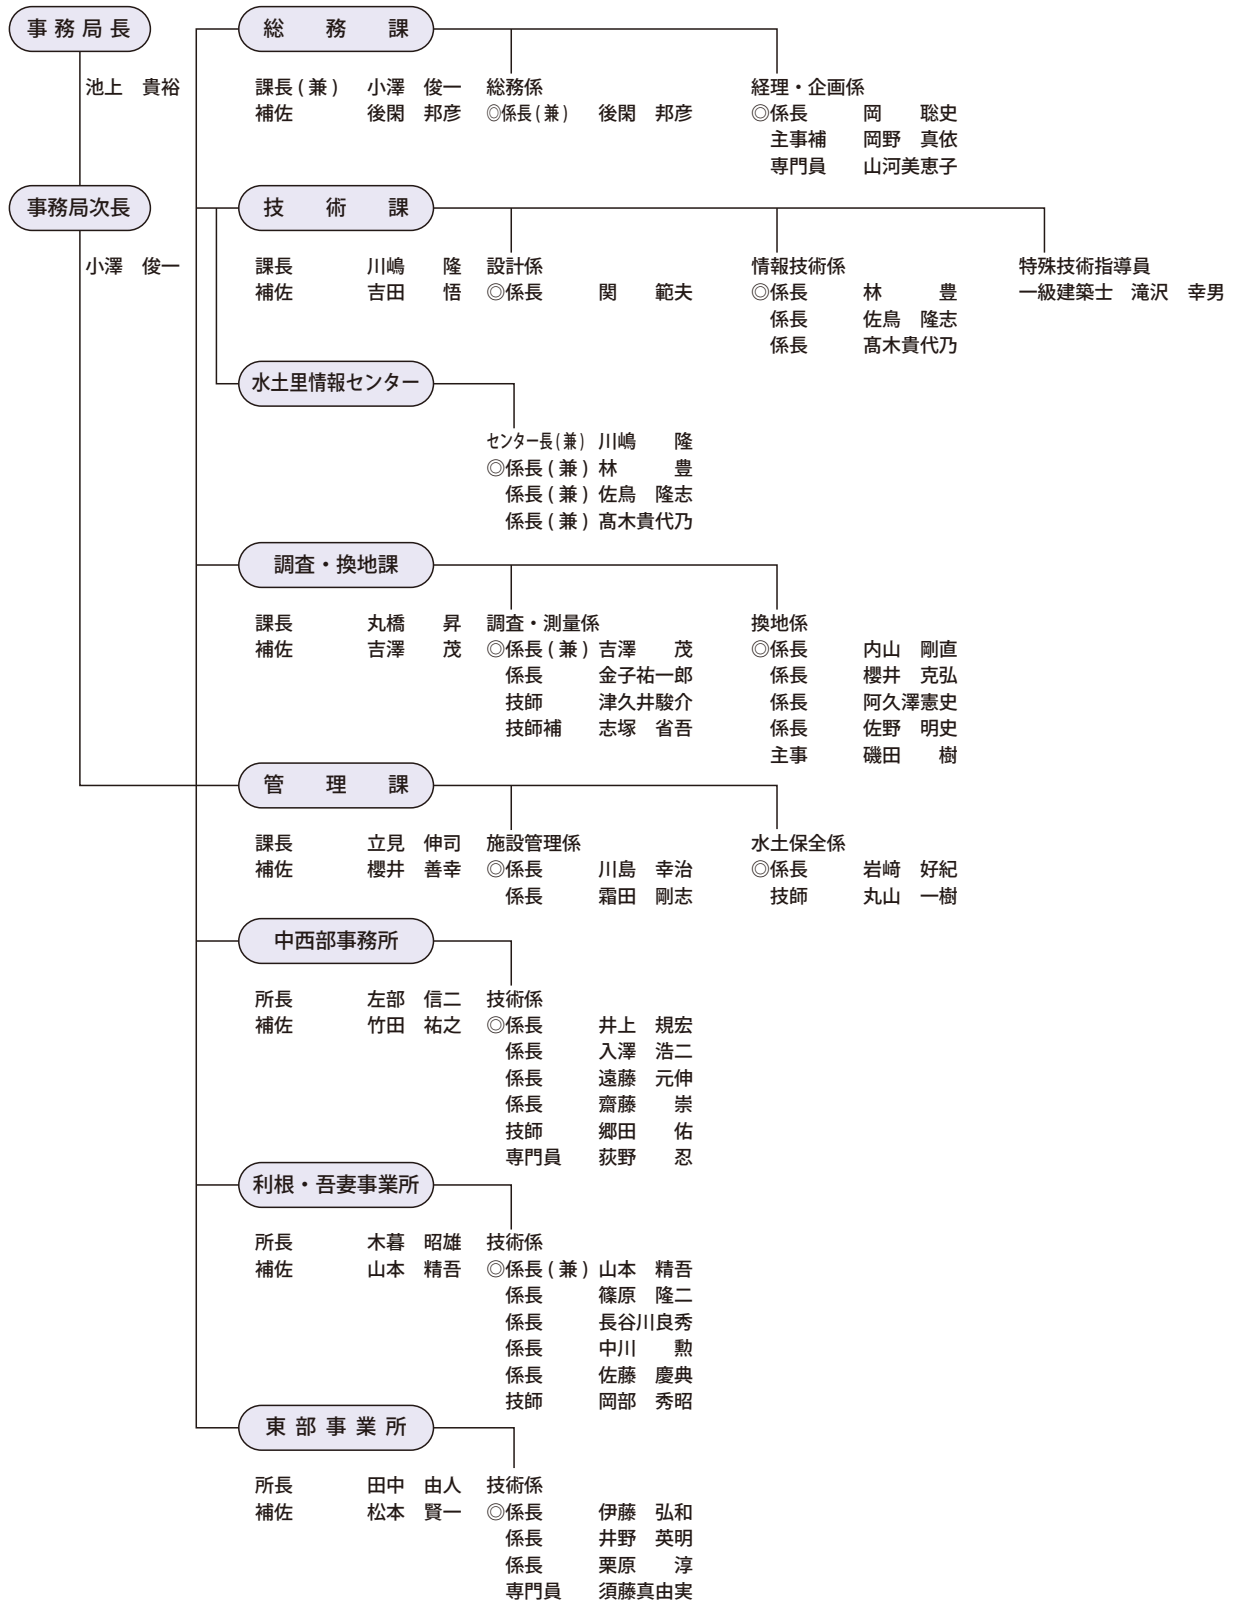 事務局長
池上 貴裕
事務局次長
小澤 俊一
総務課
課長(兼) 小澤 俊一
補佐 後閑 邦彦
総務係
◎係長(兼) 後閑 邦彦
経理・企画係
◎係長 岡 聡史
主事補 岡野 真依
専門員 山河美恵子
技術課
課長 川嶋 隆
補佐 吉田 悟
設計係
◎係長 関 範夫
情報技術係
◎係長 林 豊
係長 佐鳥 隆志
係長 髙木貴代乃
特殊技術指導員
一級建築士 滝沢 幸男
水土里情報センター
センター長(兼) 川嶋 隆
◎係長(兼) 林 豊
係長(兼) 佐鳥 隆志
係長(兼) 髙木貴代乃
調査・換地課
課長 丸橋 昇
補佐 吉澤 茂
調査・測量係
◎係長(兼) 吉澤 茂
係長 金子祐一郎
技師 津久井駿介
技師補 志塚 省吾
換地係
◎係長 内山 剛直
係長 櫻井 克弘
係長 阿久澤憲史
係長 佐野 明史
主事 磯田 樹
管理課
課長 立見 伸司
補佐 櫻井 善幸
施設管理係
◎係長 川島 幸治
係長 霜田 剛志
水土保全係
◎係長 岩﨑 好紀
技師 丸山 一樹
中西部事務所
所長 左部 信二
補佐 竹田 祐之
技術係
◎係長 井上 規宏
係長 入澤 浩二
係長 遠藤 元伸
係長 齋藤 崇
技師 郷田 佑
専門員 荻野 忍
利根・吾妻事業所
所長 木暮 昭雄
補佐 山本 精吾
技術係
◎係長(兼) 山本 精吾
係長 篠原 隆二
係長 長谷川良秀
係長 中川 勲
係長 佐藤 慶典
技師 岡部 秀昭
東部事業所
所長 田中 由人
補佐 松本 賢一
技術係
◎係長 伊藤 弘和
係長 井野 英明
係長 栗原 淳
専門員 須藤真由実